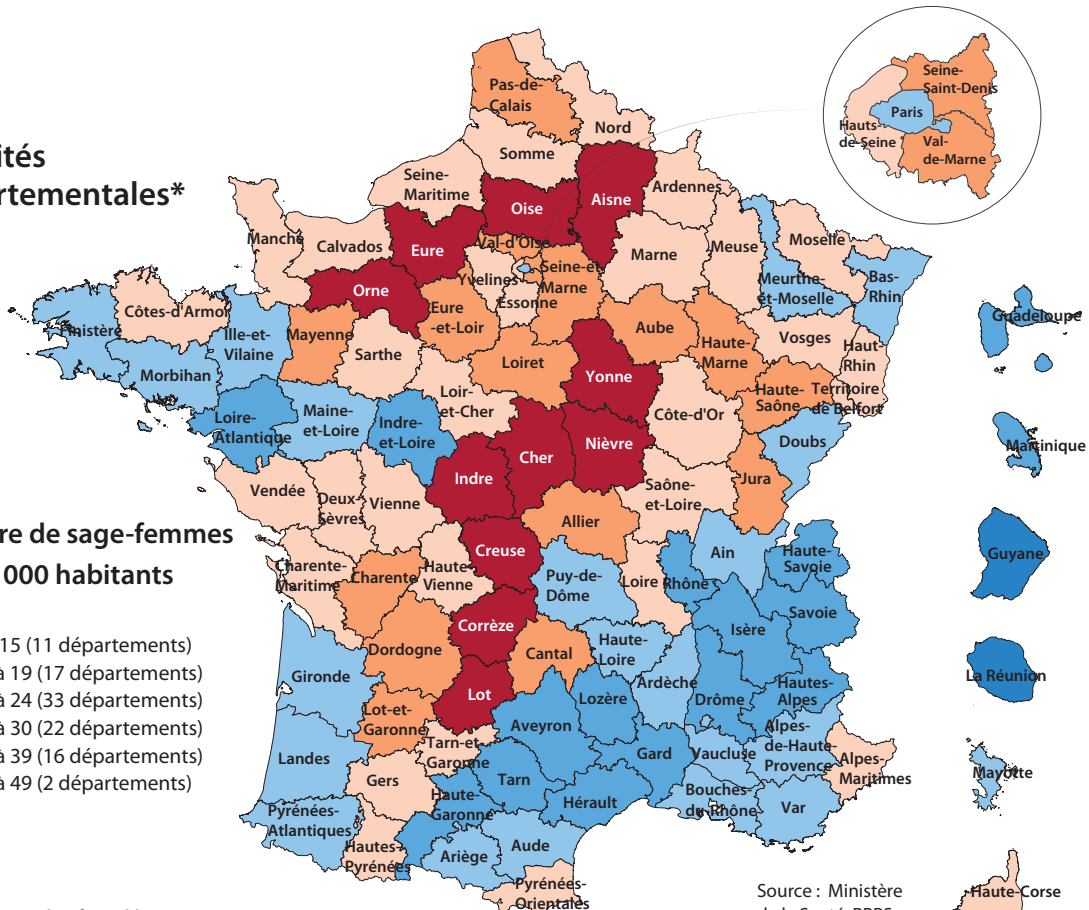 ités
rtementales*
re de sage-femmes
000 habitants
15 (11 départements)
à 19 (17 départements)
à 24 (33 départements)
à 30 (22 départements)
à 39 (16 départements)
à 49 (2 départements)
Seine-
Saint-Denis
Paris
Hauts-
de-Seine
Val-
de-Marne
Pas-de-
Calais
Nord
Somme
Seine-
Maritime
Oise
Aisne
Ardennes
Manche
Calvados
Eure
Val-d'Oise
Marne
Meuse
Moselle
Yvelines
Seine-et
Marne
Essonne
Meurthe-
et-Moselle
Bas-
Rhin
Orne
Eure
-et-Loir
Finistère
Côtes-d'Armor
Ille-et-
Vilaine
Mayenne
Sarthe
Aube
Haute-
Marne
Vosges
Haut-
Rhin
Guadeloupe
Morbihan
Loiret
Yonne
Loir-
et-Cher
Côte-d'Or
Haute-
Saône
Territoire
de Belfort
Loire-
Atlantique
Maine-
et-Loire
Indre-
et-Loire
Cher
Nièvre
Doubs
Martinique
Vendée
Deux-
Sèvres
Vienne
Indre
Saône-
et-Loire
Jura
Allier
Creuse
Charente-
Maritime
Charente
Haute-
Vienne
Puy-de-
Dôme
Loire
Rhône
Ain
Haute-
Savoie
Guyane
Savoie
Corrèze
Isère
Dordogne
Cantal
Haute-
Loire
Gironde
Lot
Ardèche
Drôme
Hautes-
Alpes
La Réunion
Lot-et-
Garonne
Aveyron
Lozère
Alpes-
de-Haute-
Provence
Landes
Tarn-et-
Garonne
Gard
Vaucluse
Alpes-
Maritimes
Gers
Tarn
Mayotte
Haute-
Garonne
Hérault
Bouches-
du-Rhône
Var
Pyrénées-
Atlantiques
Hautes-
Pyrénées
Ariège
Aude
Pyrénées-
Orientales
Source : Ministère
Haute-Corse